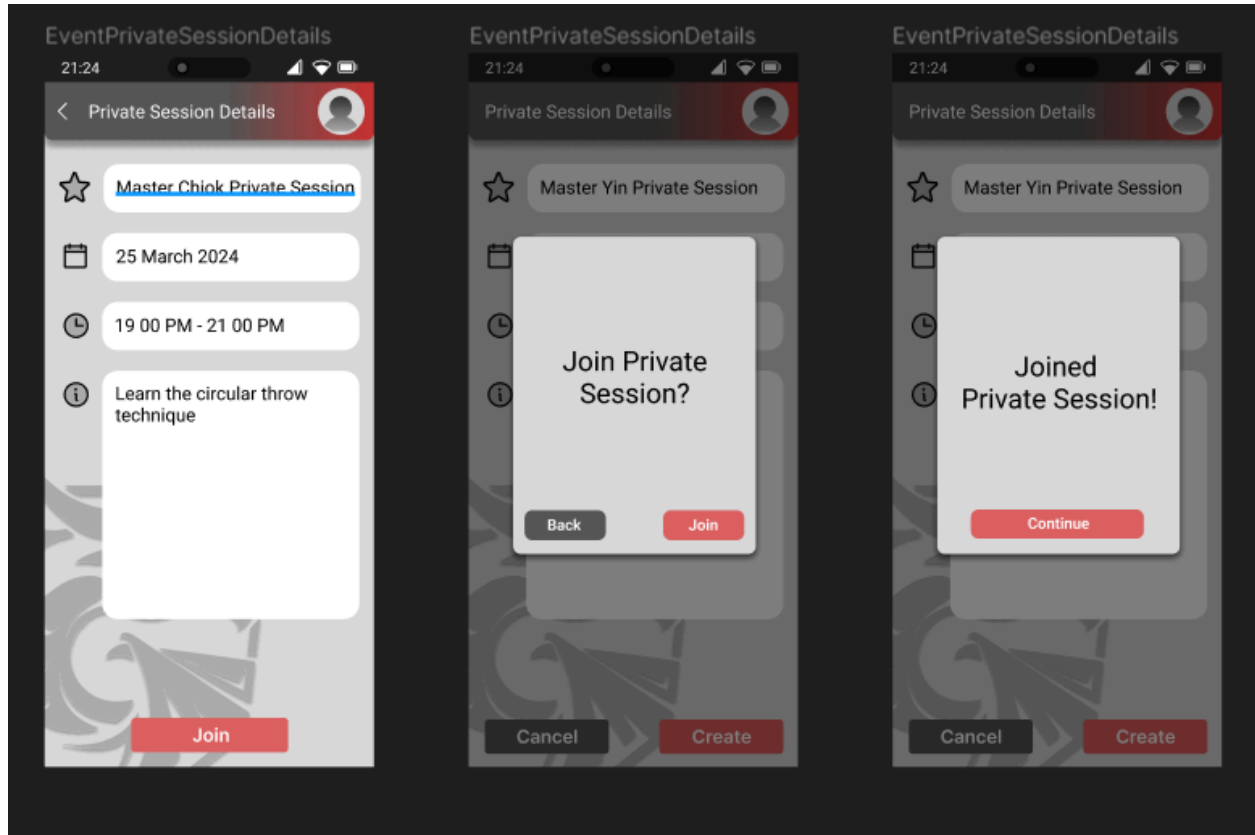 EventPrivateSessionDetails
21:24
Private Session Details
Master Chiok Private Session
25 March 2024
19 00 PM - 21 00 PM
Learn the circular throw
technique
Join
EventPrivateSessionDetails
21:24
Private Session Details
Master Yin Private Session
Join Private
Session?
Back
Join
Cancel
Create
EventPrivateSessionDetails
21:24
Private Session Details
Master Yin Private Session
Joined
Private Session!
Continue
Cancel
Create